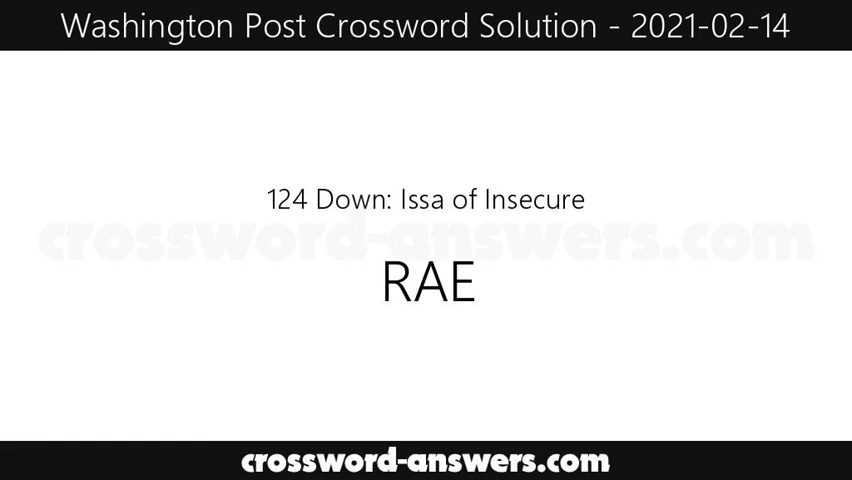 Washington Post Crossword Solution - 2021-02-14
124 Down: Issa of Insecure
crossword-answers.com
RAE
crossword-answers.com